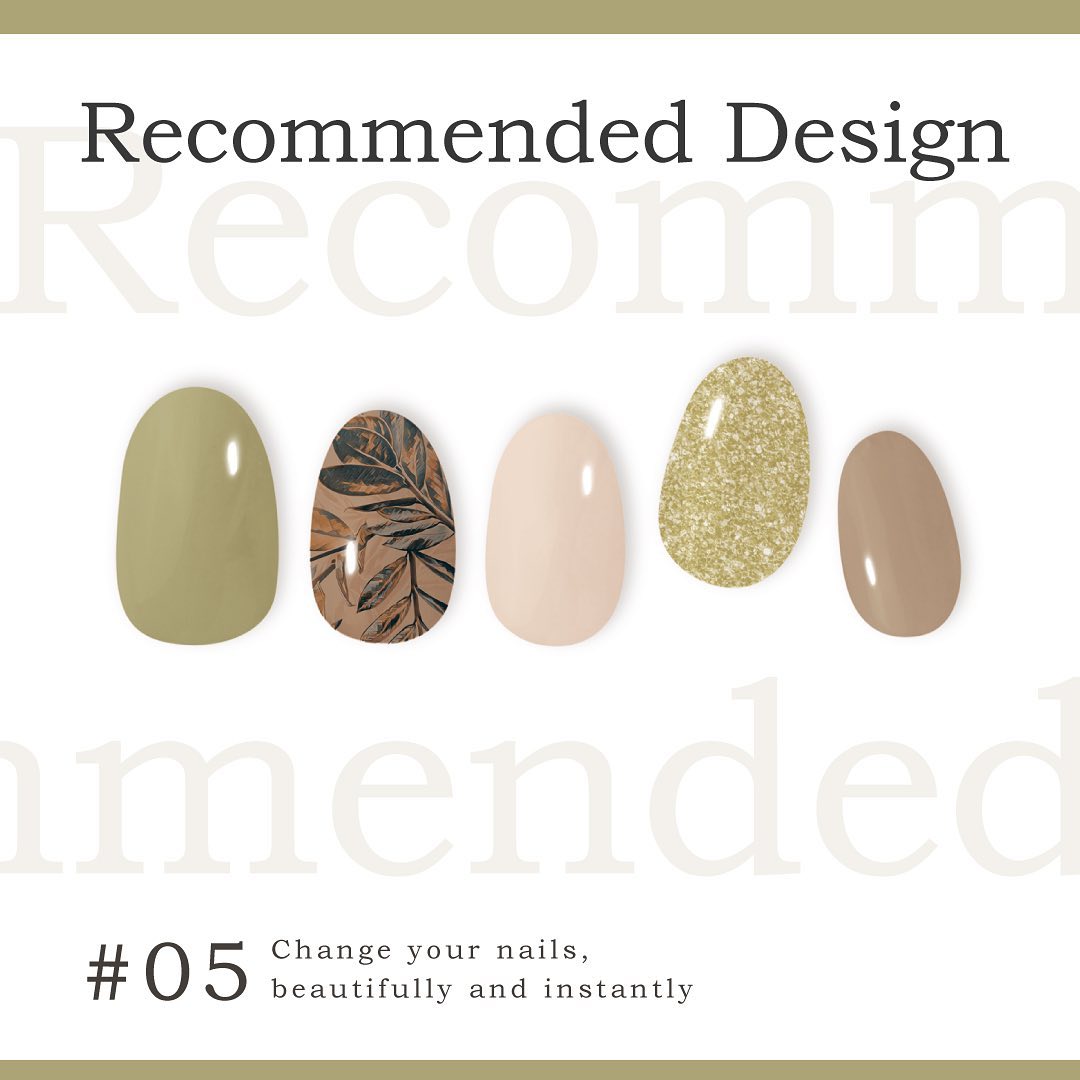 Recommended Design
Recomm
mmended
#05
Change your nails,
beautifully and instantly